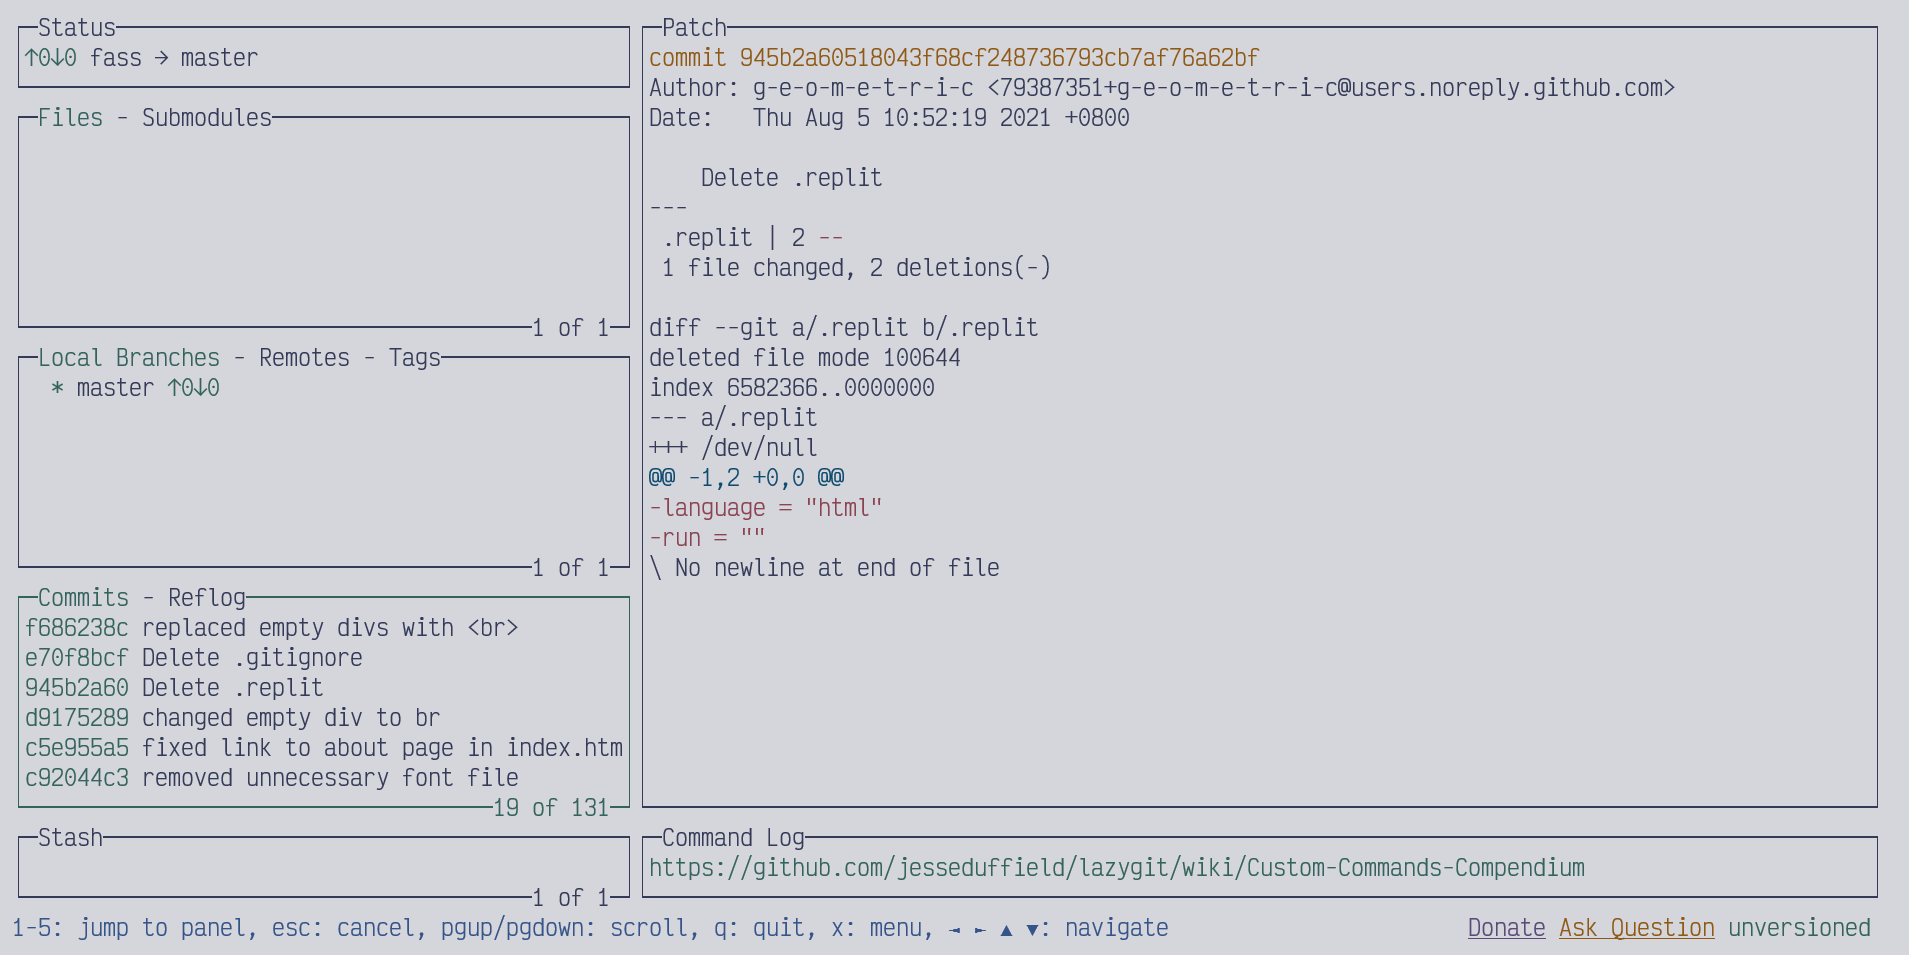 Status
↑0↓0 fass → master
Files - Submodules
1 of 1
Local Branches - Remotes - Tags
* master ↑0↓0
1 of 1
Commits - Reflog
f686238c replaced empty divs with <br>
e70f8bcf Delete .gitignore
945b2a60 Delete .replit
d9175289 changed empty div to br
c5e955a5 fixed link to about page in index.htm
c92044c3 removed unnecessary font file
19 of 131
Stash
1 of 1
Patch
commit 945b2a60518043f68cf248736793cb7af76a62bf
Author: g-e-o-m-e-t-r-i-c <79387351+g-e-o-m-e-t-r-i-c@users.noreply.github.com>
Date:   Thu Aug 5 10:52:19 2021 +0800
    Delete .replit
---
 .replit | 2 --
 1 file changed, 2 deletions(-)
diff --git a/.replit b/.replit
deleted file mode 100644
index 6582366..0000000
--- a/.replit
+++ /dev/null
@@ -1,2 +0,0 @@
-language = "html"
-run = ""
\ No newline at end of file
Command Log
https://github.com/jesseduffield/lazygit/wiki/Custom-Commands-Compendium
1-5: jump to panel, esc: cancel, pgup/pgdown: scroll, q: quit, x: menu, ◄ ► ▲ ▼: navigate
Donate Ask Question unversioned